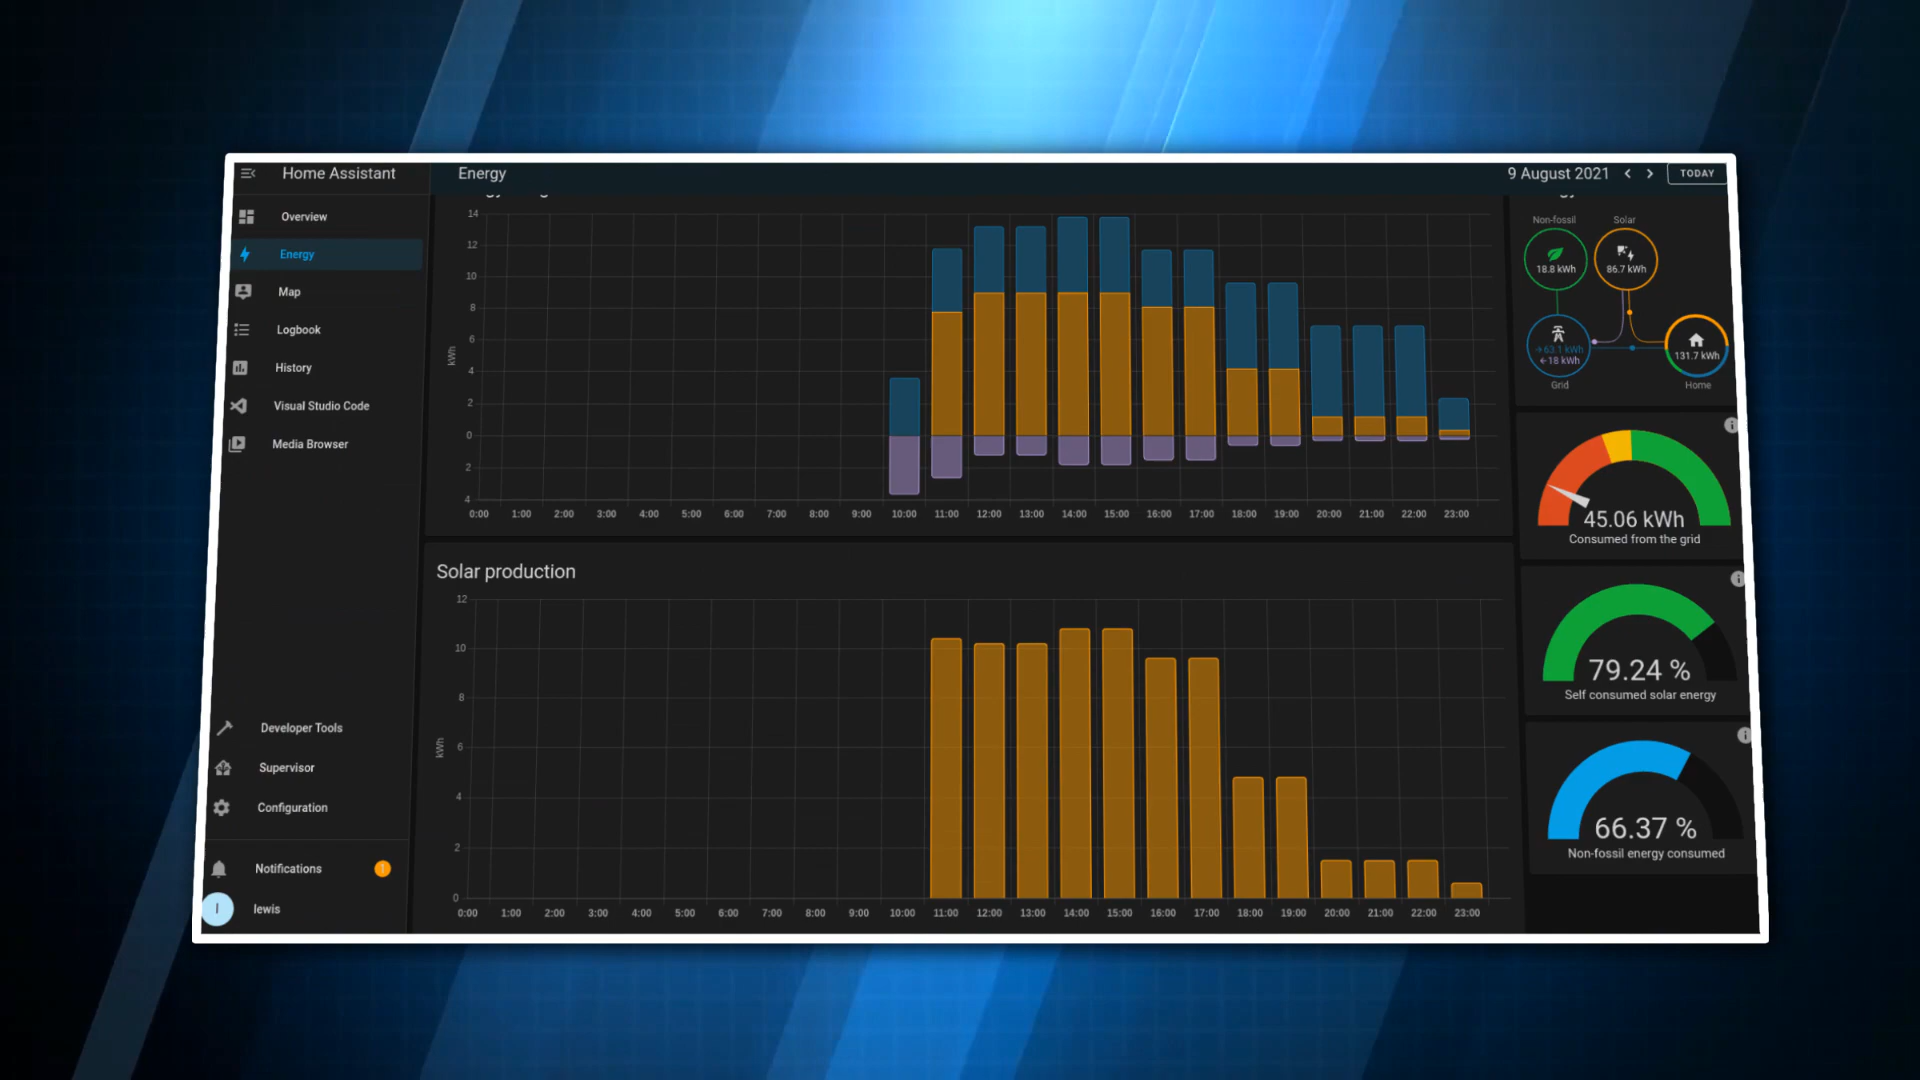 Home Assistant
Energy
9 August 2021
TODAY
Overview
Energy
Map
Logbook
History
Visual Studio Code
Media Browser
Developer Tools
Supervisor
Configuration
Notifications
l
lewis
14
12
10
8
6
4
2
0
2
4
kWh
0:00 1:00 2:00 3:00 4:00 5:00 6:00 7:00 8:00 9:00 10:00 11:00 12:00 13:00 14:00 15:00 16:00 17:00 18:00 19:00 20:00 21:00 22:00 23:00
Solar production
12
10
8
6
4
2
0
kWh
0:00 1:00 2:00 3:00 4:00 5:00 6:00 7:00 8:00 9:00 10:00 11:00 12:00 13:00 14:00 15:00 16:00 17:00 18:00 19:00 20:00 21:00 22:00 23:00
Non-fossil
Solar
18.8 kWh
86.7 kWh
→63.1 kWh
←18 kWh
131.7 kWh
Grid
Home
45.06 kWh
Consumed from the grid
79.24 %
Self consumed solar energy
66.37 %
Non-fossil energy consumed